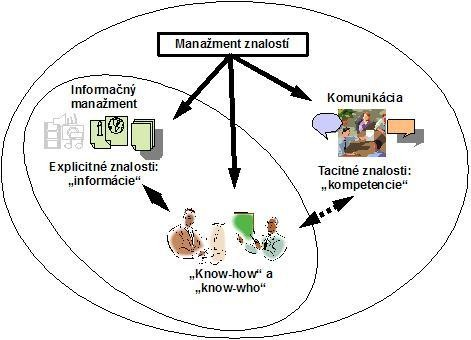 Manažment znalostí
Informačný
manažment
Explicitné znalosti:
„informácie“
Komunikácia
Tacitné znalosti:
„kompetencie“
„Know-how“ a
„know-who“